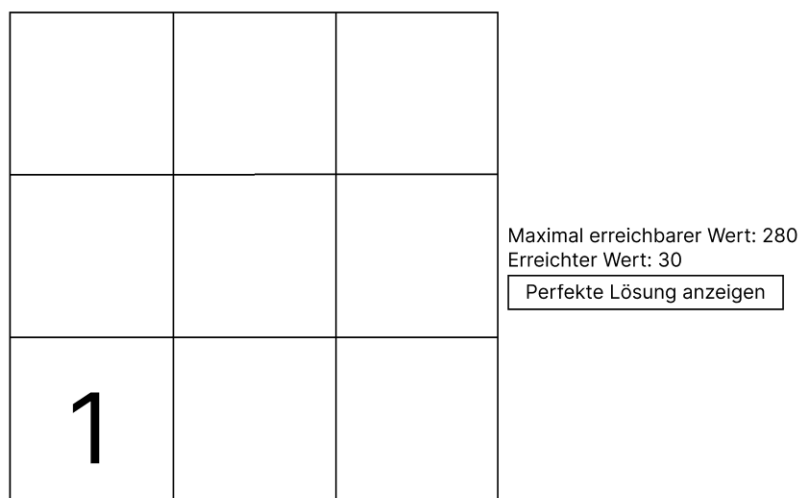 Maximal erreichbarer Wert: 280
Erreichter Wert: 30
Perfekte Lösung anzeigen
1